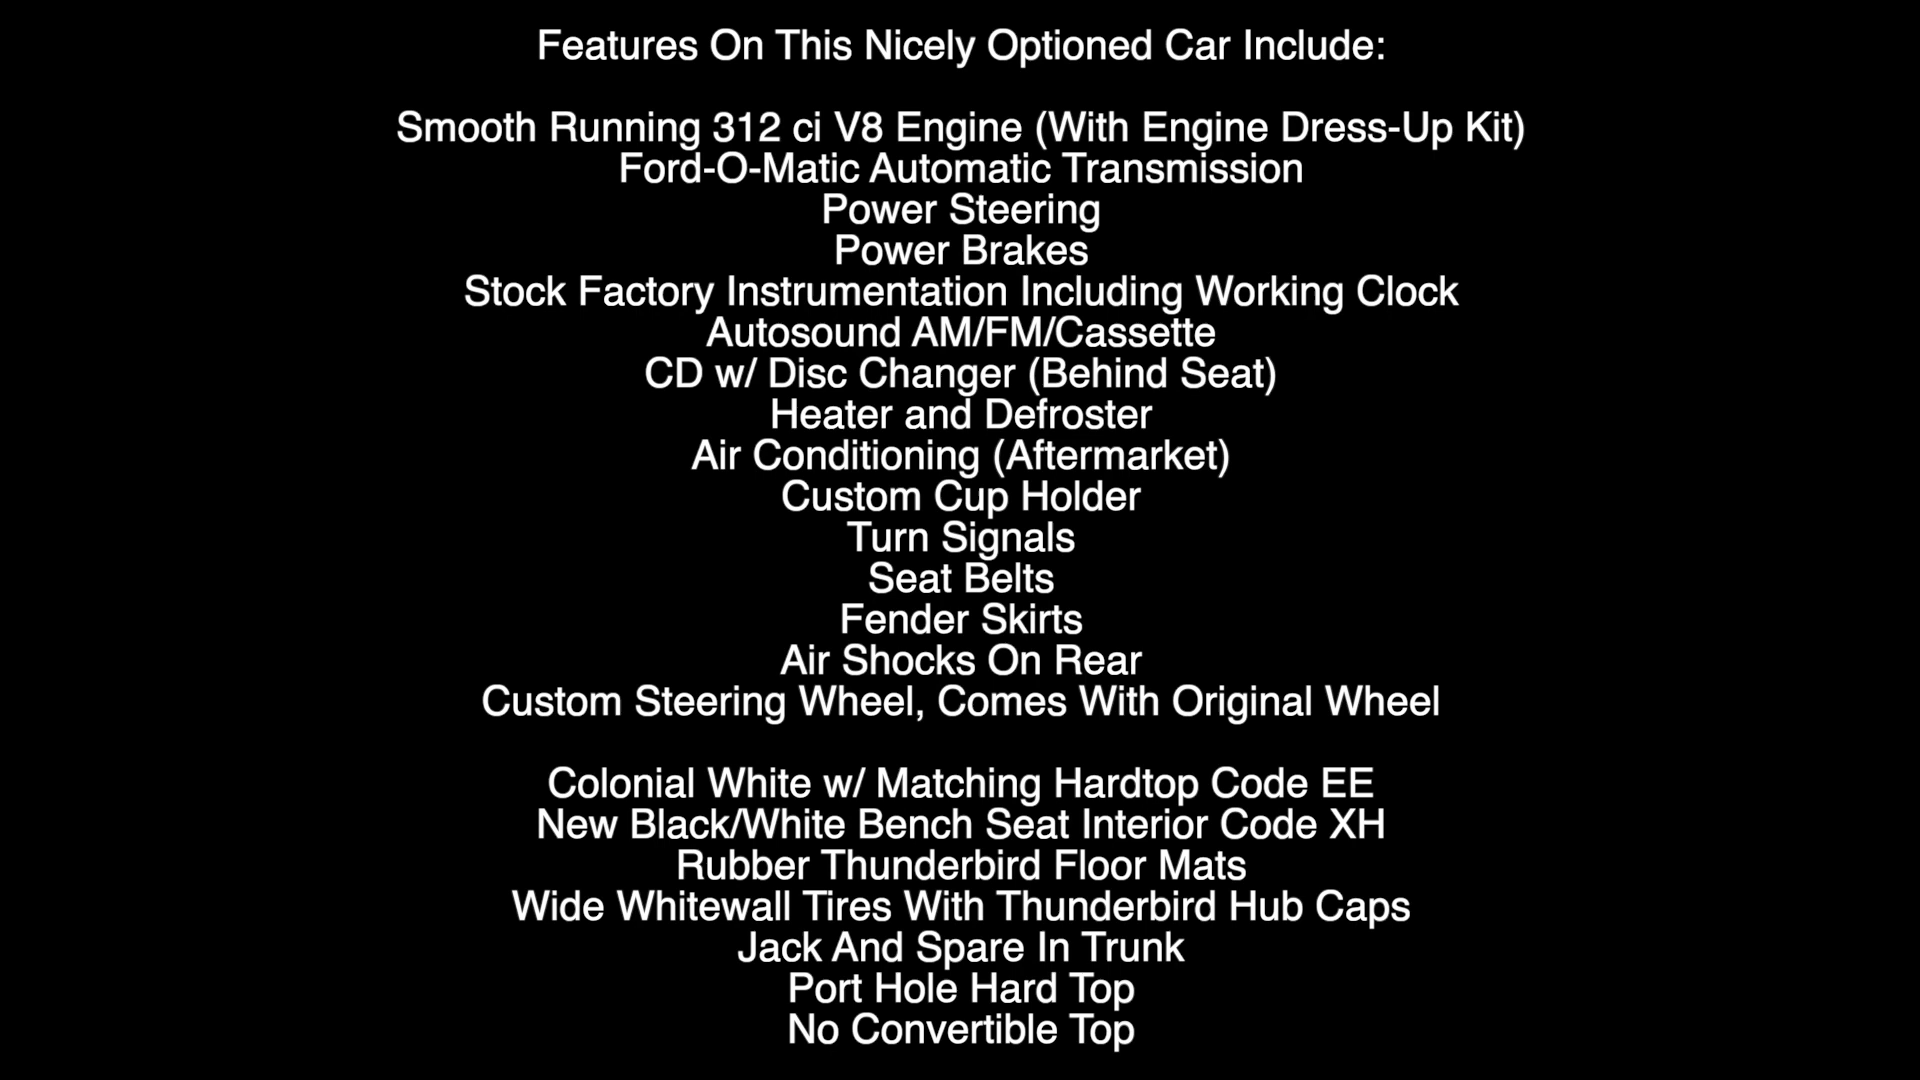 Features On This Nicely Optioned Car Include:
Smooth Running 312 ci V8 Engine (With Engine Dress-Up Kit)
Ford-O-Matic Automatic Transmission
Power Steering
Power Brakes
Stock Factory Instrumentation Including Working Clock
Autosound AM/FM/Cassette
CD w/ Disc Changer (Behind Seat)
Heater and Defroster
Air Conditioning (Aftermarket)
Custom Cup Holder
Turn Signals
Seat Belts
Fender Skirts
Air Shocks On Rear
Custom Steering Wheel, Comes With Original Wheel
Colonial White w/ Matching Hardtop Code EE
New Black/White Bench Seat Interior Code XH
Rubber Thunderbird Floor Mats
Wide Whitewall Tires With Thunderbird Hub Caps
Jack And Spare In Trunk
Port Hole Hard Top
No Convertible Top